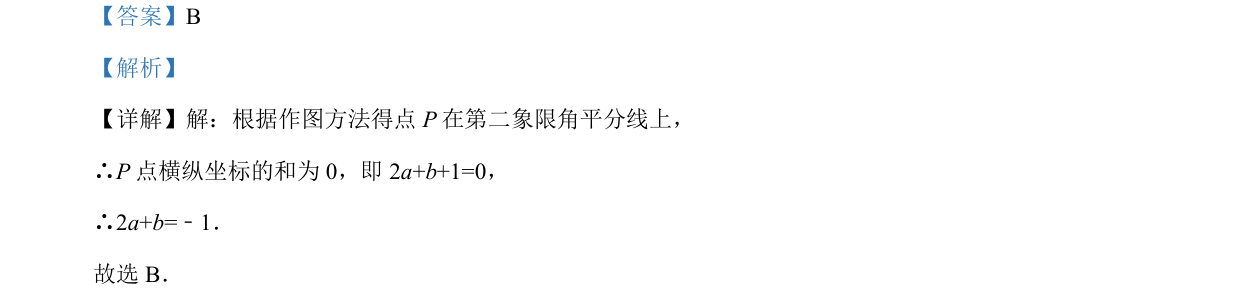 【答案】B
【解析】
【详解】解：根据作图方法得点 P 在第二象限角平分线上，
∴P 点横纵坐标的和为 0，即 2a+b+1=0，
∴2a+b=﹣1．
故选 B．